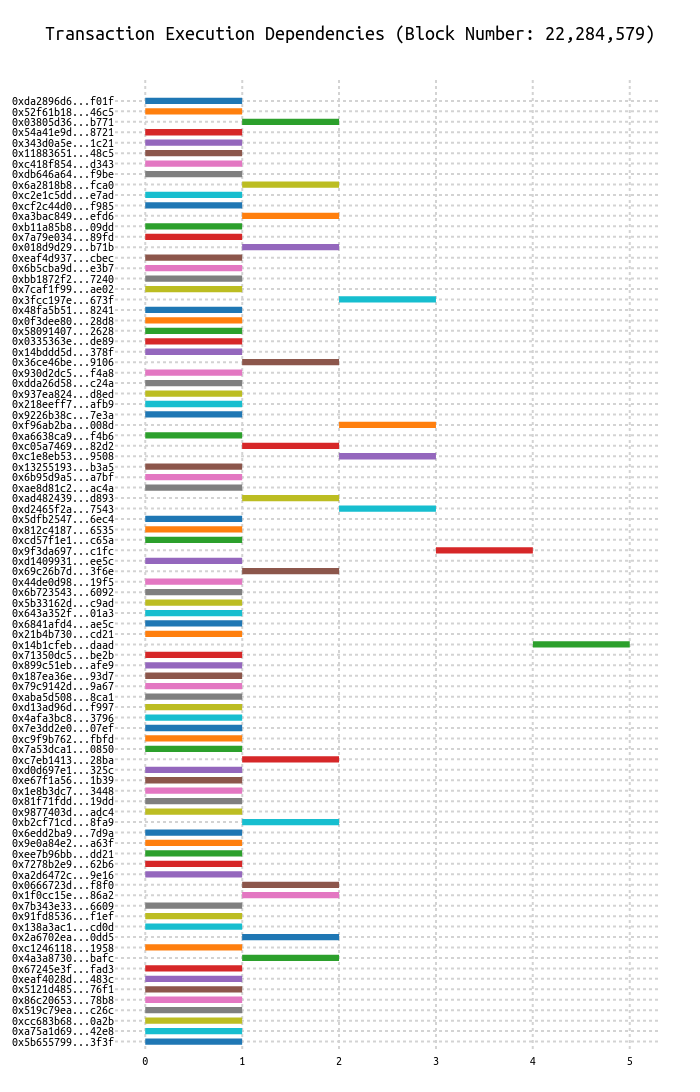 Transaction Execution Dependencies (Block Number: 22,284,579)
0xda2896d6...f01f
0x52f61b18...46c5
0x03805d36...b771
0x54a41e9d...8721
0x343d0a5e...1c21
0x11883651...48c5
0xc418f854...d343
0xdb646a64...f9be
0x6a2818b8...fca0
0xc2e1c5dd...e7ad
0xcf2c44d0...f985
0xa3bac849...efd6
0xb11a85b8...09dd
0x7a79e034...89fd
0x018d9d29...b71b
0xeaf4d937...cbec
0x6b5cba9d...e3b7
0xbb1872f2...7240
0x7caf1f99...ae02
0x3fcc197e...673f
0x48fa5b51...8241
0x0f3dee80...28d8
0x58091407...2628
0x0335363e...de89
0x14bddd5d...378f
0x36ce46be...9106
0x930d2dc5...f4a8
0xdda26d58...c24a
0x937ea824...d8ed
0x218eeff7...afb9
0x9226b38c...7e3a
0xf96ab2ba...008d
0xa6638ca9...f4b6
0xc05a7469...82d2
0xc1e8eb53...9508
0x13255193...b3a5
0x6b95d9a5...a7bf
0xae8d81c2...ac4a
0xad482439...d893
0xd2465f2a...7543
0x5dfb2547...6ec4
0x812c4187...6535
0xcd57f1e1...c65a
0x9f3da697...c1fc
0xd1409931...ee5c
0x69c26b7d...3f6e
0x44de0d98...19f5
0x6b723543...6092
0x5b33162d...c9ad
0x643a352f...01a3
0x6841afd4...ae5c
0x21b4b730...cd21
0x14b1cfeb...daad
0x71350dc5...be2b
0x899c51eb...afe9
0x187ea36e...93d7
0x79c9142d...9a67
0xaba5d508...8ca1
0xd13ad96d...f997
0x4afa3bc8...3796
0x7e3dd2e0...07ef
0xc9f9b762...fbfd
0x7a53dca1...0850
0xc7eb1413...28ba
0xd0d697e1...325c
0xe67f1a56...1b39
0x1e8b3dc7...3448
0x81f71fdd...19dd
0x9877403d...adc4
0xb2cf71cd...8fa9
0x6edd2ba9...7d9a
0x9e0a84e2...a63f
0xee7b96bb...dd21
0x7278b2e9...62b6
0xa2d6472c...9e16
0x0666723d...f8f0
0x1f0cc15e...86a2
0x7b343e33...6609
0x91fd8536...f1ef
0x138a3ac1...cd0d
0x2a6702ea...0dd5
0xc1246118...1958
0x4a3a8730...bafc
0x67245e3f...fad3
0xeaf4028d...483c
0x5121d485...76f1
0x86c20653...78b8
0x519c79ea...c26c
0xcc683b68...0a2b
0xa75a1d69...42e8
0x5b655799...3f3f
0 1 2 3 4 5